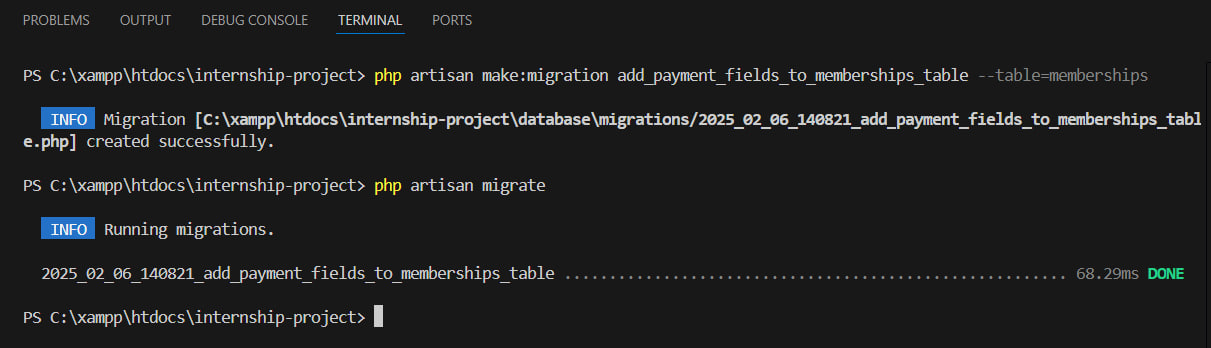 PROBLEMS OUTPUT DEBUG CONSOLE TERMINAL PORTS
PS C:\xampp\htdocs\internship-project> php artisan make:migration add_payment_fields_to_memberships_table --table=memberships
INFO Migration [C:\xampp\htdocs\internship-project\database\migrations/2025_02_06_140821_add_payment_fields_to_memberships_tabl
e.php] created successfully.
PS C:\xampp\htdocs\internship-project> php artisan migrate
INFO Running migrations.
2025_02_06_140821_add_payment_fields_to_memberships_table ........................................................ 68.29ms DONE
PS C:\xampp\htdocs\internship-project>